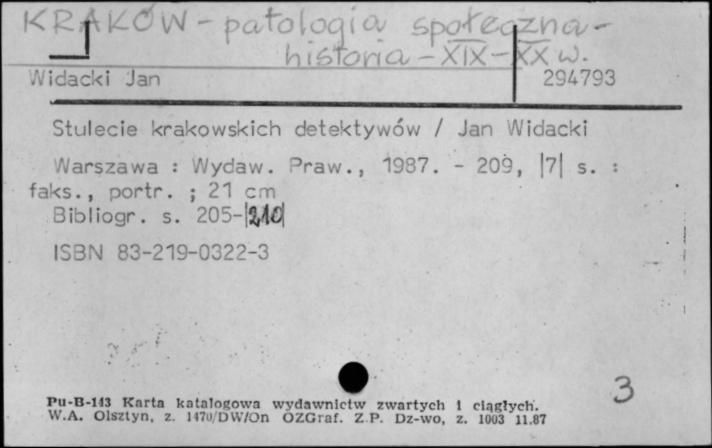 KRAKÓW - patologia społeczna -
historia - XIX - XX w.
Widacki Jan 294793
Stulecie krakowskich detektywów / Jan Widacki
Warszawa : Wydaw. Praw., 1987. - 209, |7| s. :
faks., portr. ; 21 cm
Bibliogr. s. 205-|210|
ISBN 83-219-0322-3
3
Pu-B-143 Karta katalogowa wydawnictw zwartych i ciągłych.
W.A. Olsztyn, z. 1470/DW/On OZGraf. Z.P. Dz-wo, z. 1003 11.87